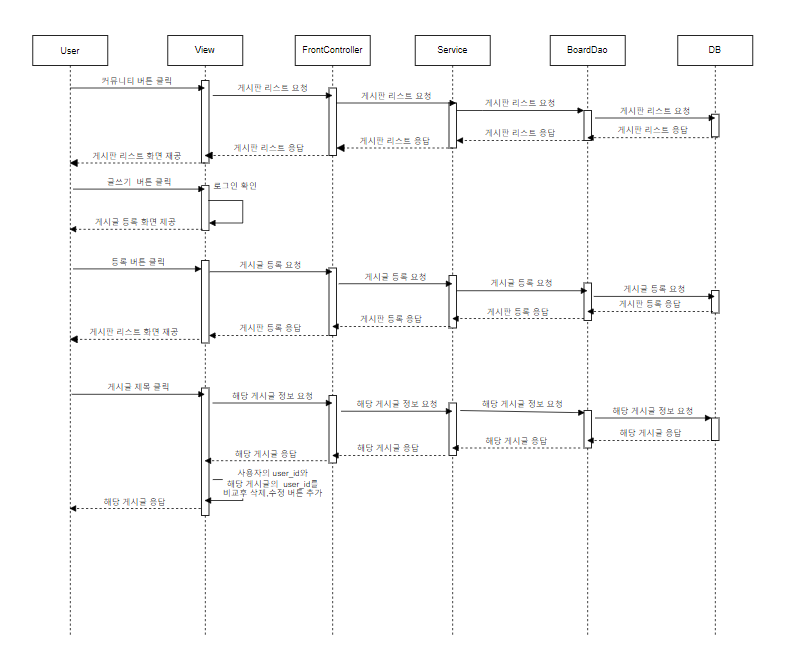 User
View
FrontController
Service
BoardDao
DB
커뮤니티 버튼 클릭
게시판 리스트 요청
게시판 리스트 요청
게시판 리스트 요청
게시판 리스트 요청
게시판 리스트 응답
게시판 리스트 응답
게시판 리스트 응답
게시판 리스트 응답
게시판 리스트 화면 제공
글쓰기 버튼 클릭
로그인 확인
게시글 등록 화면 제공
등록 버튼 클릭
게시글 등록 요청
게시글 등록 요청
게시글 등록 요청
게시글 등록 요청
게시판 등록 응답
게시판 등록 응답
게시판 등록 응답
게시판 등록 응답
게시판 리스트 화면 제공
게시글 제목 클릭
해당 게시글 정보 요청
해당 게시글 정보 요청
해당 게시글 정보 요청
해당 게시글 정보 요청
해당 게시글 응답
해당 게시글 응답
해당 게시글 응답
해당 게시글 응답
사용자의 user_id와
해당 게시글의 user_id를
비교후 삭제,수정 버튼 추가
해당 게시글 응답